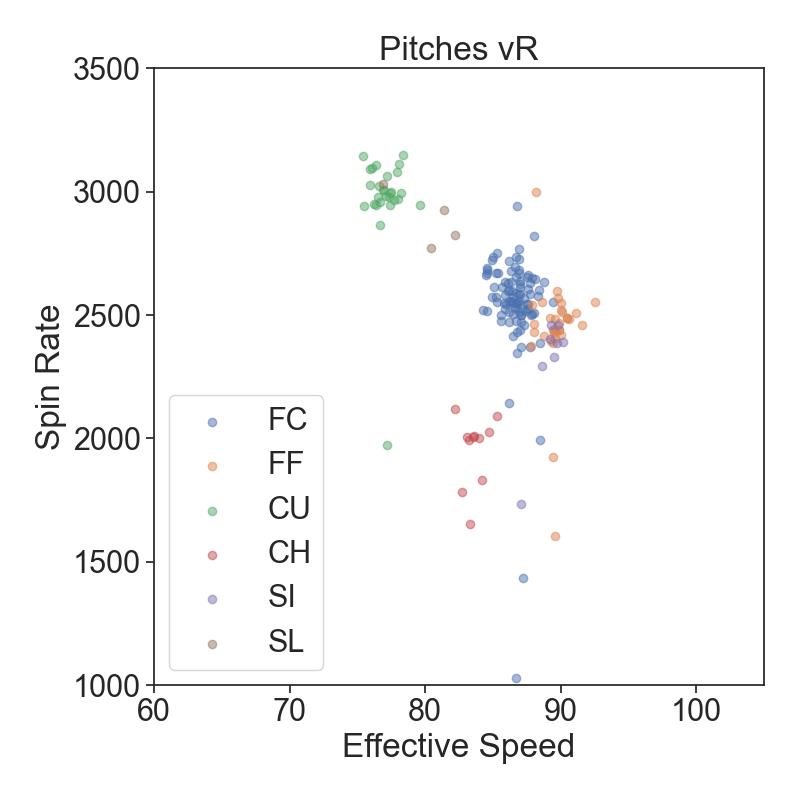 Pitches vR
3500
3000
2500
2000
1500
1000
Spin Rate
FC
FF
CU
CH
SI
SL
60
70
80
90
100
Effective Speed